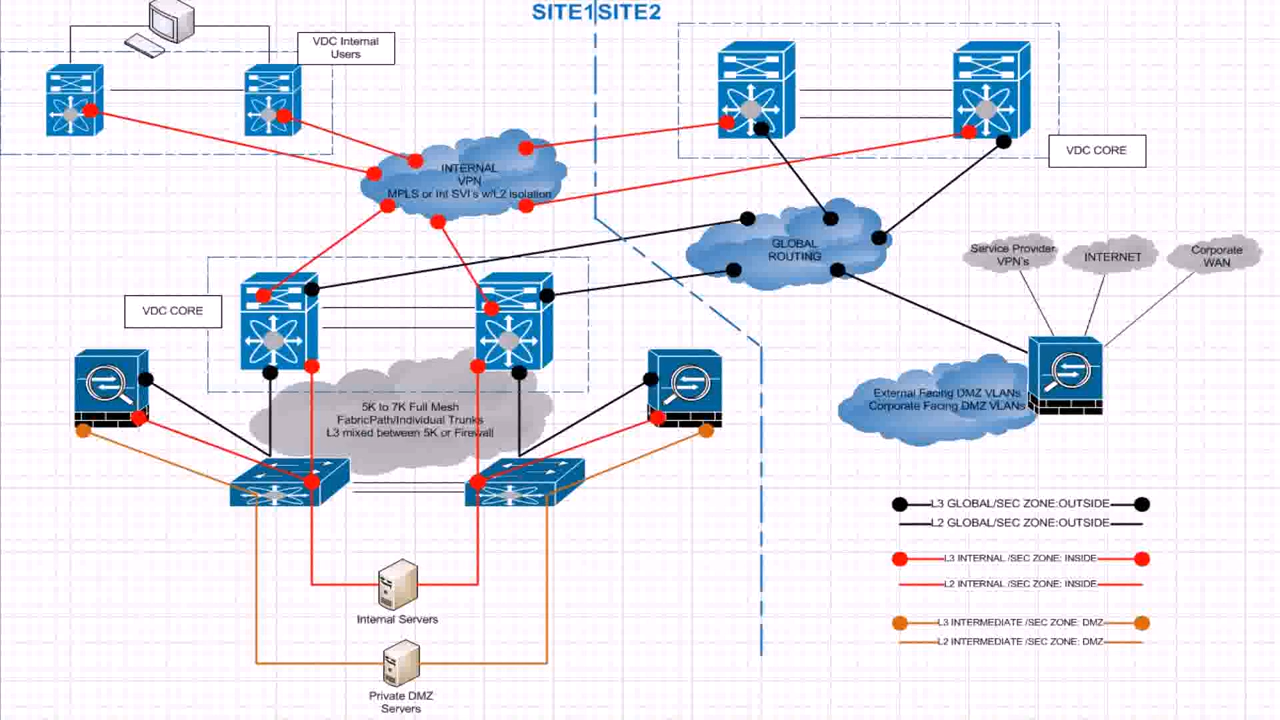 SITE1 SITE2
VDC Internal
Users
VDC CORE
INTERNAL
VPN
MPLS or Int SVI's w/L2 Isolation
GLOBAL
ROUTING
Service Provider
VPN's
INTERNET
Corporate
WAN
VDC CORE
5K to 7K Full Mesh
FabricPath/Individual Trunks
L3 mixed between 5K or Firewall
External Facing DMZ VLANs
Corporate Facing DMZ VLANs
L3 GLOBAL/SEC ZONE:OUTSIDE
L2 GLOBAL/SEC ZONE:OUTSIDE
L3 INTERNAL /SEC ZONE: INSIDE
L2 INTERNAL /SEC ZONE: INSIDE
L3 INTERMEDIATE /SEC ZONE: DMZ
L2 INTERMEDIATE /SEC ZONE: DMZ
Internal Servers
Private DMZ
Servers